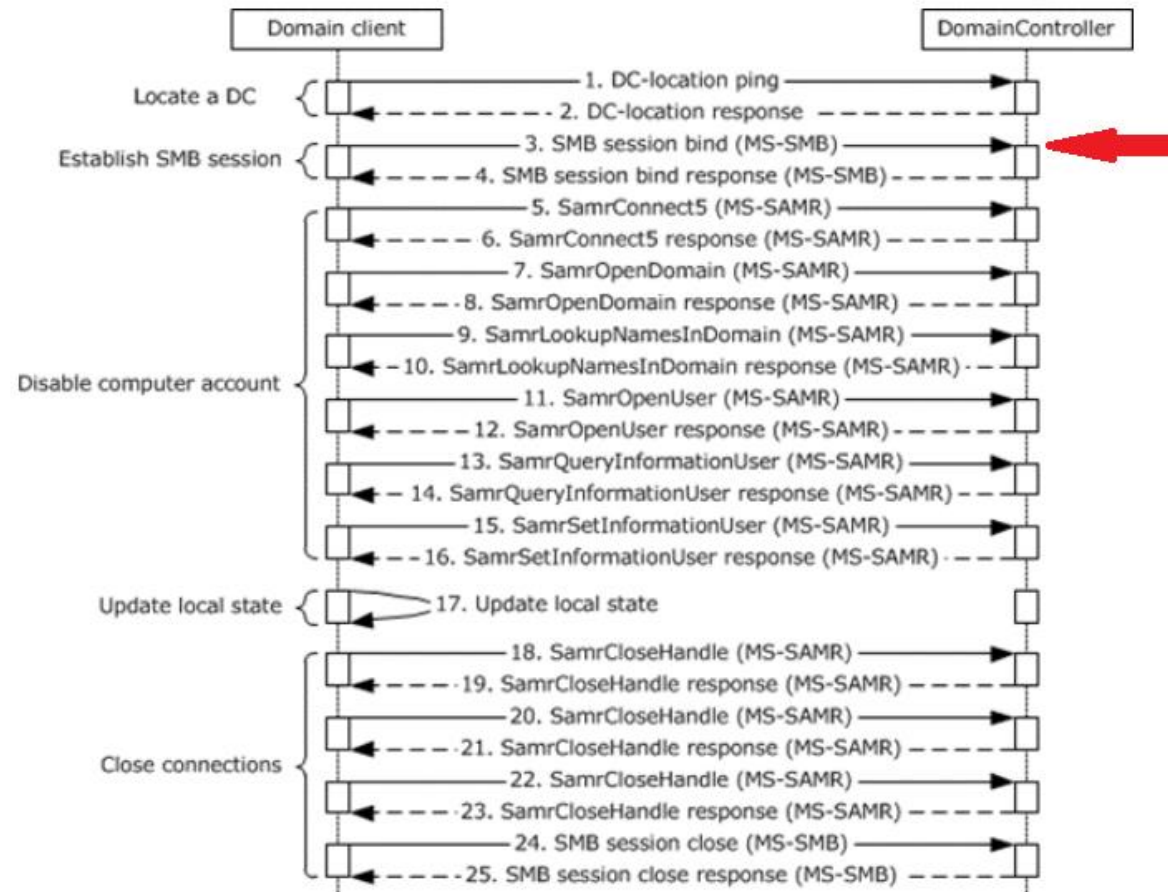 Domain client
DomainController
Locate a DC
1. DC-location ping
2. DC-location response
Establish SMB session
3. SMB session bind (MS-SMB)
4. SMB session bind response (MS-SMB)
Disable computer account
5. SamrConnect5 (MS-SAMR)
6. SamrConnect5 response (MS-SAMR)
7. SamrOpenDomain (MS-SAMR)
8. SamrOpenDomain response (MS-SAMR)
9. SamrLookupNamesInDomain (MS-SAMR)
10. SamrLookupNamesInDomain response (MS-SAMR)
11. SamrOpenUser (MS-SAMR)
12. SamrOpenUser response (MS-SAMR)
13. SamrQueryInformationUser (MS-SAMR)
14. SamrQueryInformationUser response (MS-SAMR)
15. SamrSetInformationUser (MS-SAMR)
16. SamrSetInformationUser response (MS-SAMR)
Update local state
17. Update local state
Close connections
18. SamrCloseHandle (MS-SAMR)
19. SamrCloseHandle response (MS-SAMR)
20. SamrCloseHandle (MS-SAMR)
21. SamrCloseHandle response (MS-SAMR)
22. SamrCloseHandle (MS-SAMR)
23. SamrCloseHandle response (MS-SAMR)
24. SMB session close (MS-SMB)
25. SMB session close response (MS-SMB)